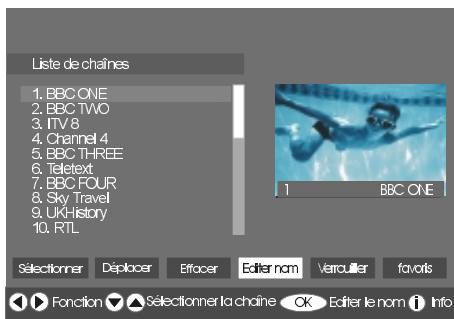 Liste de chaînes
1. BBC ONE
2. BBC TWO
3. ITV 8
4. Channel 4
5. BBC THREE
6. Teletext
7. BBC FOUR
8. Sky Travel
9. UKHistory
10. RTL
1 BBC ONE
Sélectionner Déplacer Effacer Editer nom Verrouiller favoris
Fonction Sélectionner la chaîne OK Editer le nom i Info